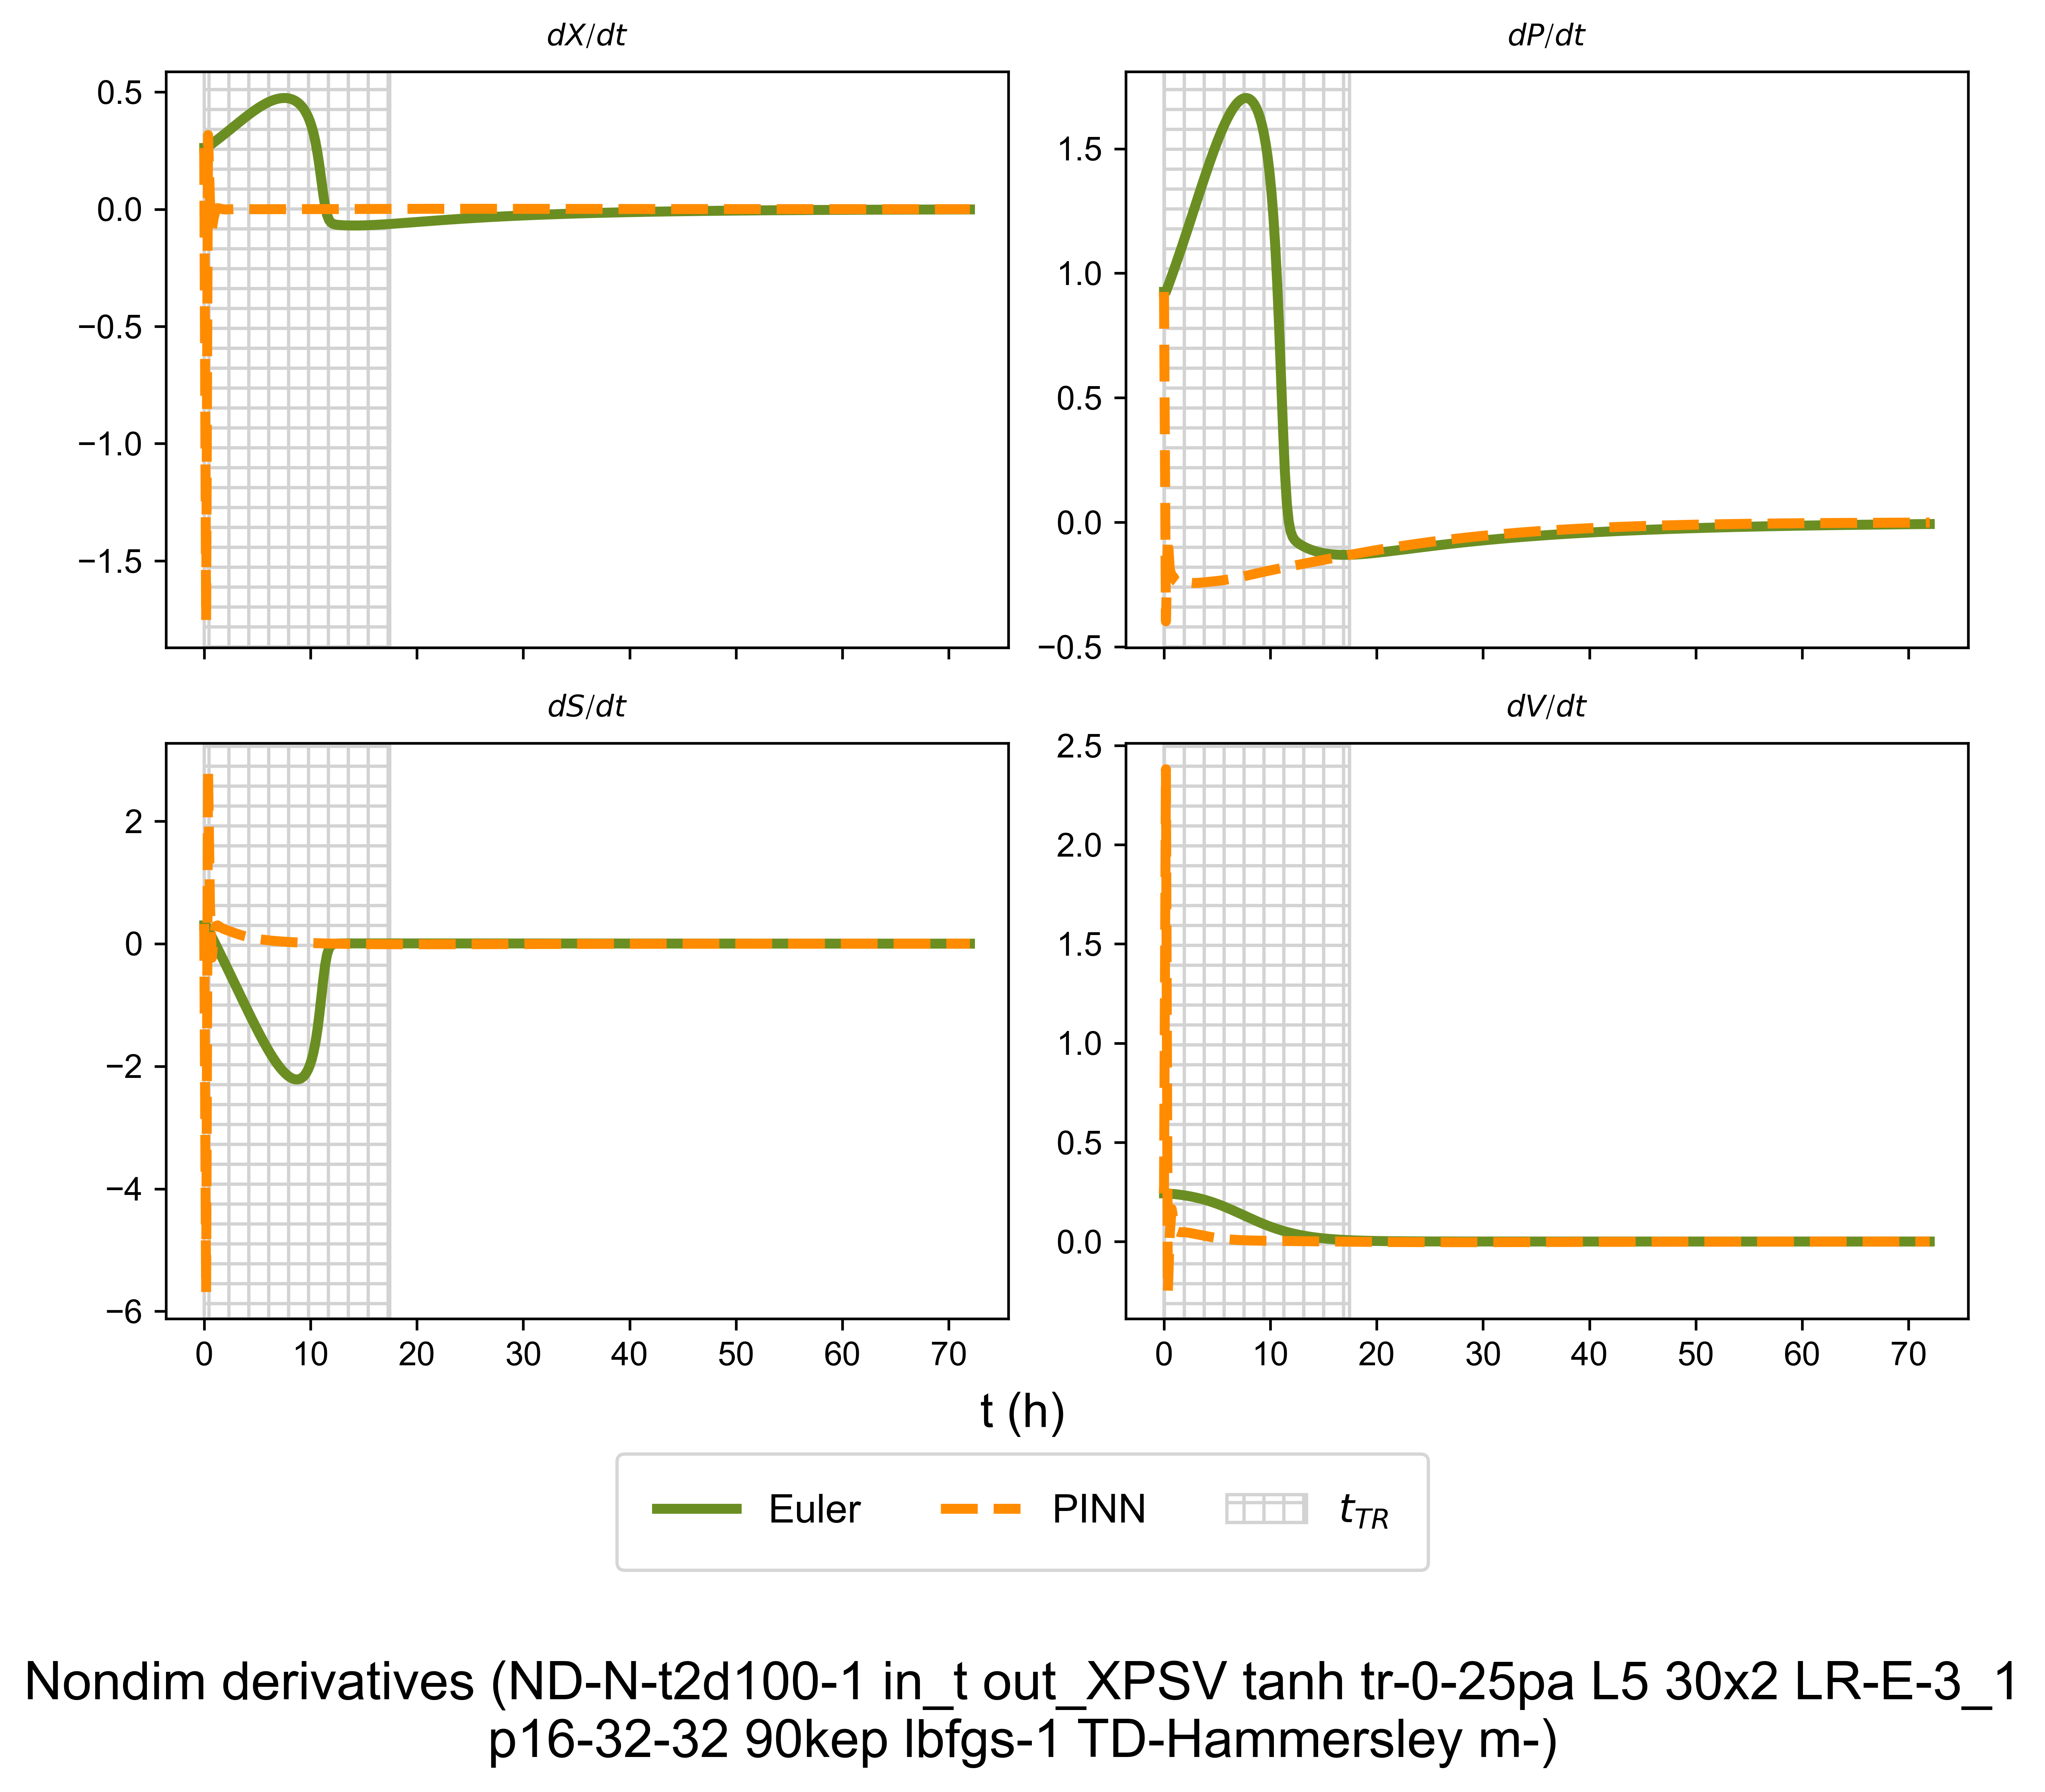 dX/dt
dP/dt
0.5
0.0
−0.5
−1.0
−1.5
1.5
1.0
0.5
0.0
−0.5
dS/dt
dV/dt
2
0
−2
−4
−6
2.5
2.0
1.5
1.0
0.5
0.0
0 10 20 30 40 50 60 70
0 10 20 30 40 50 60 70
t (h)
Euler PINN t_TR
Nondim derivatives (ND-N-t2d100-1 in_t out_XPSV tanh tr-0-25pa L5 30x2 LR-E-3_1
p16-32-32 90kep lbfgs-1 TD-Hammersley m-)